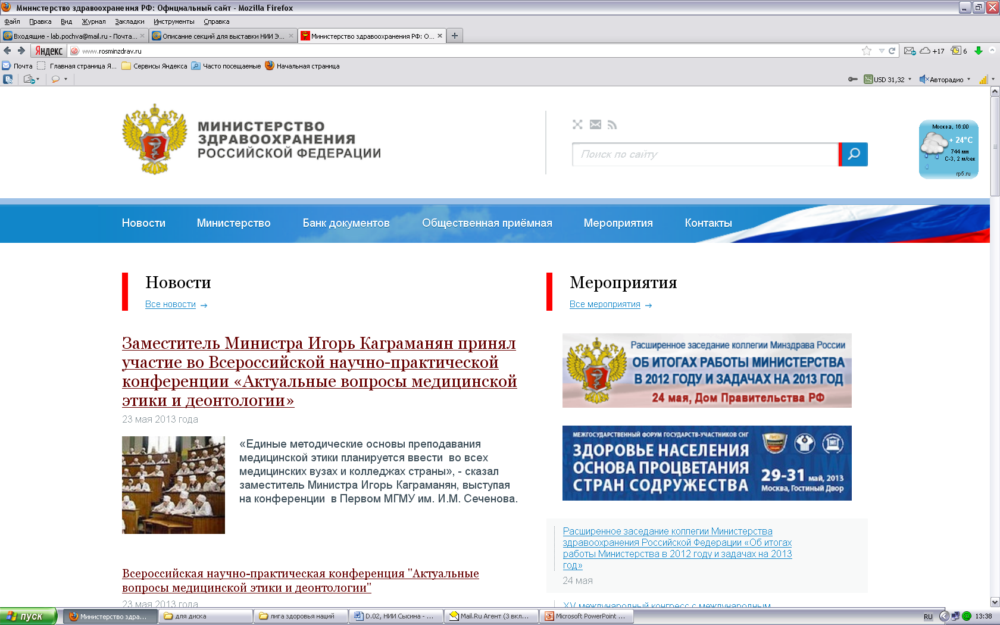 Министерство здравоохранения РФ: Официальный сайт - Mozilla Firefox
Файл Правка Вид Журнал Закладки Инструменты Справка
Входящие - lab.pochva@mail.ru - Почта... Описание секций для выставки НИИ Э... Министерство здравоохранения РФ: О...
Яндекс www.rosminzdrav.ru +17 6
Почта Главная страница Я... Сервисы Яндекса Часто посещаемые Начальная страница
USD 31,32 Авторадио
МИНИСТЕРСТВО
ЗДРАВООХРАНЕНИЯ
РОССИЙСКОЙ ФЕДЕРАЦИИ
Поиск по сайту
Москва, 16:00
+ 24°C
744 мм
С-З, 2 м/сек
rp5.ru
Новости Министерство Банк документов Общественная приёмная Мероприятия Контакты
Новости
Все новости →
Заместитель Министра Игорь Каграманян принял
участие во Всероссийской научно-практической
конференции «Актуальные вопросы медицинской
этики и деонтологии»
23 мая 2013 года
«Единые методические основы преподавания
медицинской этики планируется ввести во всех
медицинских вузах и колледжах страны», - сказал
заместитель Министра Игорь Каграманян, выступая
на конференции в Первом МГМУ им. И.М. Сеченова.
Всероссийская научно-практическая конференция "Актуальные
вопросы медицинской этики и деонтологии"
23 мая 2013 года
Мероприятия
Все мероприятия →
Расширенное заседание коллегии Минздрава России
ОБ ИТОГАХ РАБОТЫ МИНИСТЕРСТВА
В 2012 ГОДУ И ЗАДАЧАХ НА 2013 ГОД
24 мая, Дом Правительства РФ
МЕЖГОСУДАРСТВЕННЫЙ ФОРУМ ГОСУДАРСТВ-УЧАСТНИКОВ СНГ
ЗДОРОВЬЕ НАСЕЛЕНИЯ
ОСНОВА ПРОЦВЕТАНИЯ
СТРАН СОДРУЖЕСТВА
29-31 май, 2013
Москва, Гостиный Двор
Расширенное заседание коллегии Министерства
здравоохранения Российской Федерации «Об итогах
работы Министерства в 2012 году и задачах на 2013
год»
24 мая
XV международный конгресс с международным
пуск Министерство здра... для диска лига здоровья наций D.02, НИИ Сысина - ... Mail.Ru Агент (3 вкл... Microsoft PowerPoint ... RU 13:38